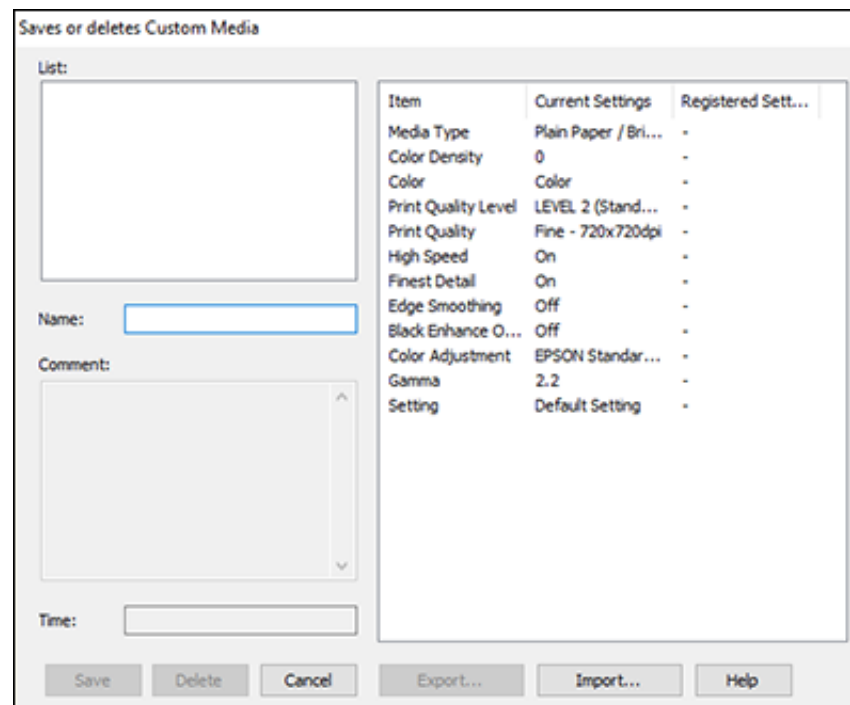 Saves or deletes Custom Media
List:
Item Current Settings Registered Sett...
Media Type Plain Paper / Bri... -
Color Density 0 -
Color Color -
Print Quality Level LEVEL 2 (Stand... -
Print Quality Fine - 720x720dpi -
High Speed On -
Finest Detail On -
Edge Smoothing Off -
Black Enhance O... Off -
Color Adjustment EPSON Standar... -
Gamma 2.2 -
Setting Default Setting -
Name:
Comment:
Time:
Save Delete Cancel Export... Import... Help